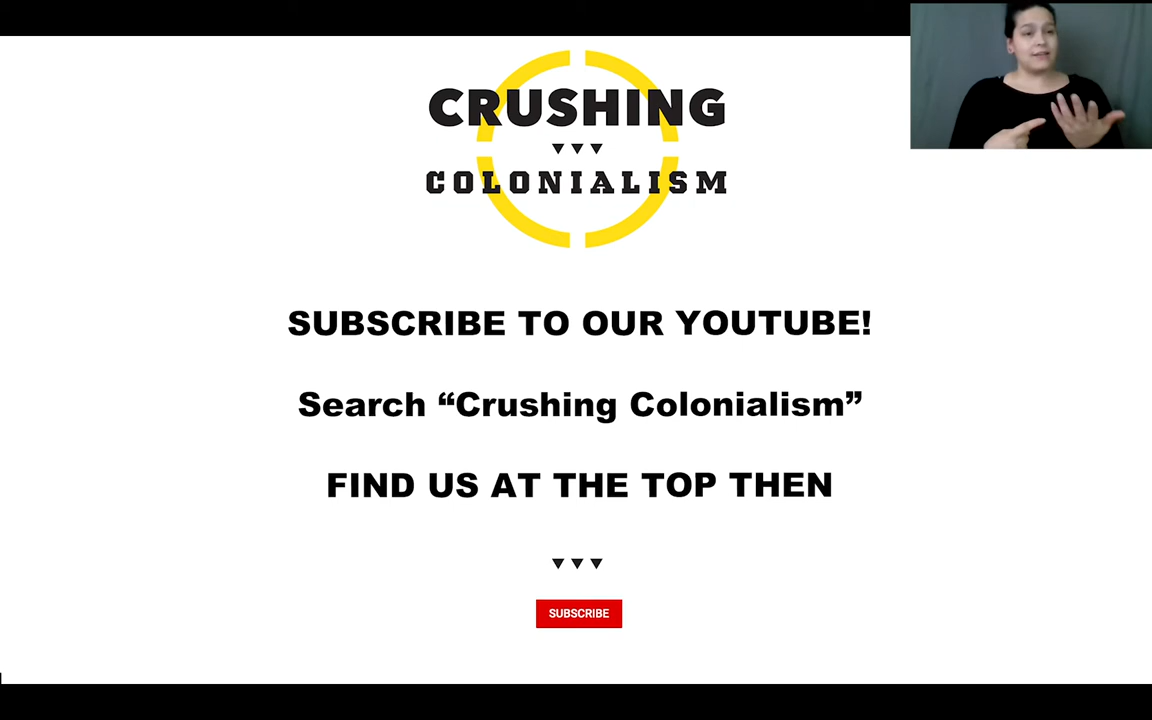 CRUSHING
COLONIALISM
SUBSCRIBE TO OUR YOUTUBE!
Search “Crushing Colonialism”
FIND US AT THE TOP THEN
SUBSCRIBE